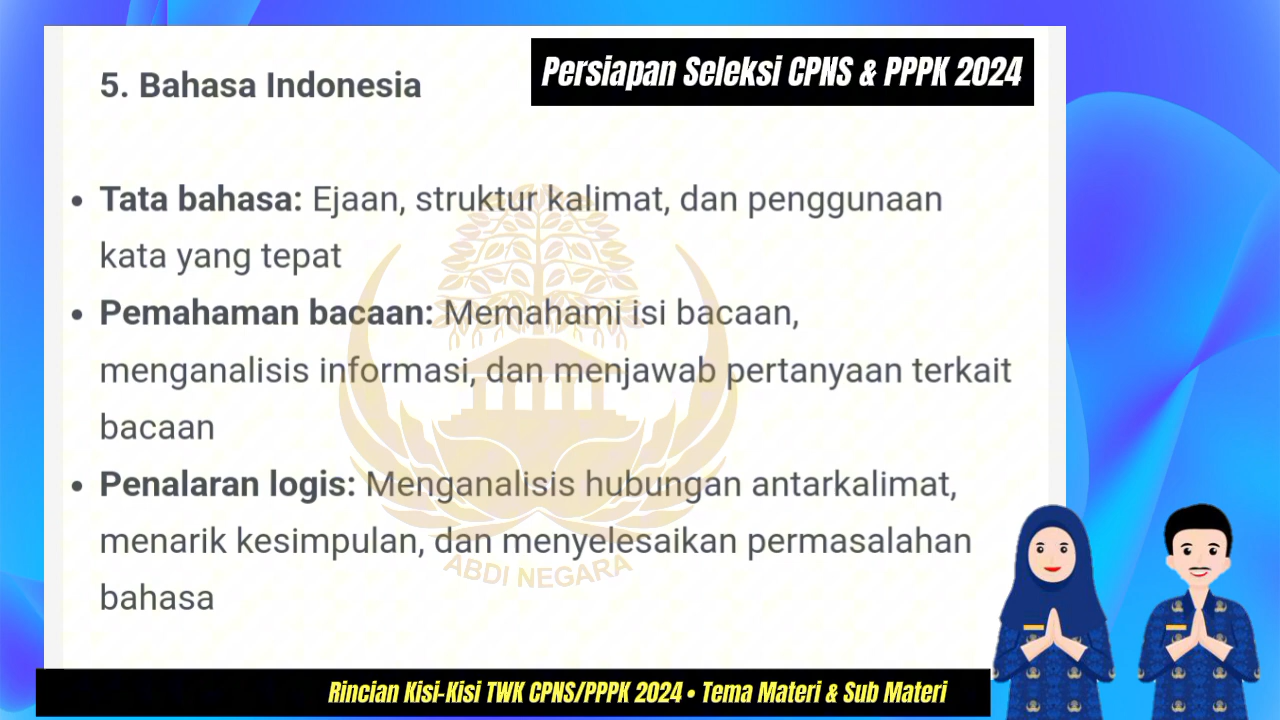 Persiapan Seleksi CPNS & PPPK 2024
5. Bahasa Indonesia
• Tata bahasa: Ejaan, struktur kalimat, dan penggunaan
kata yang tepat
• Pemahaman bacaan: Memahami isi bacaan,
menganalisis informasi, dan menjawab pertanyaan terkait
bacaan
• Penalaran logis: Menganalisis hubungan antarkalimat,
menarik kesimpulan, dan menyelesaikan permasalahan
bahasa
ABDI NEGARA
Rincian Kisi-Kisi TWK CPNS/PPPK 2024 • Tema Materi & Sub Materi